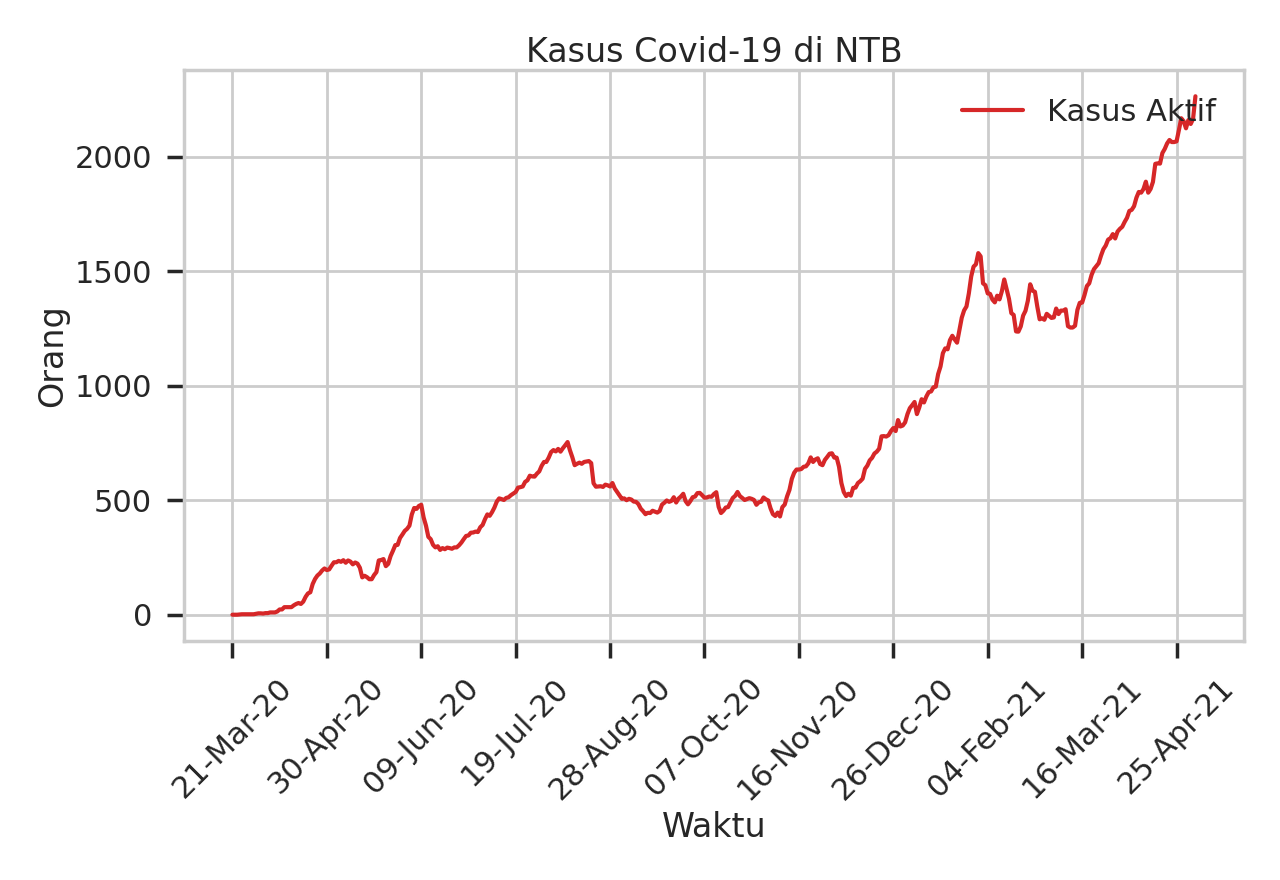 Kasus Covid-19 di NTB
Kasus Aktif
2000
1500
1000
500
0
Orang
21-Mar-20
30-Apr-20
09-Jun-20
19-Jul-20
28-Aug-20
07-Oct-20
16-Nov-20
26-Dec-20
04-Feb-21
16-Mar-21
25-Apr-21
Waktu